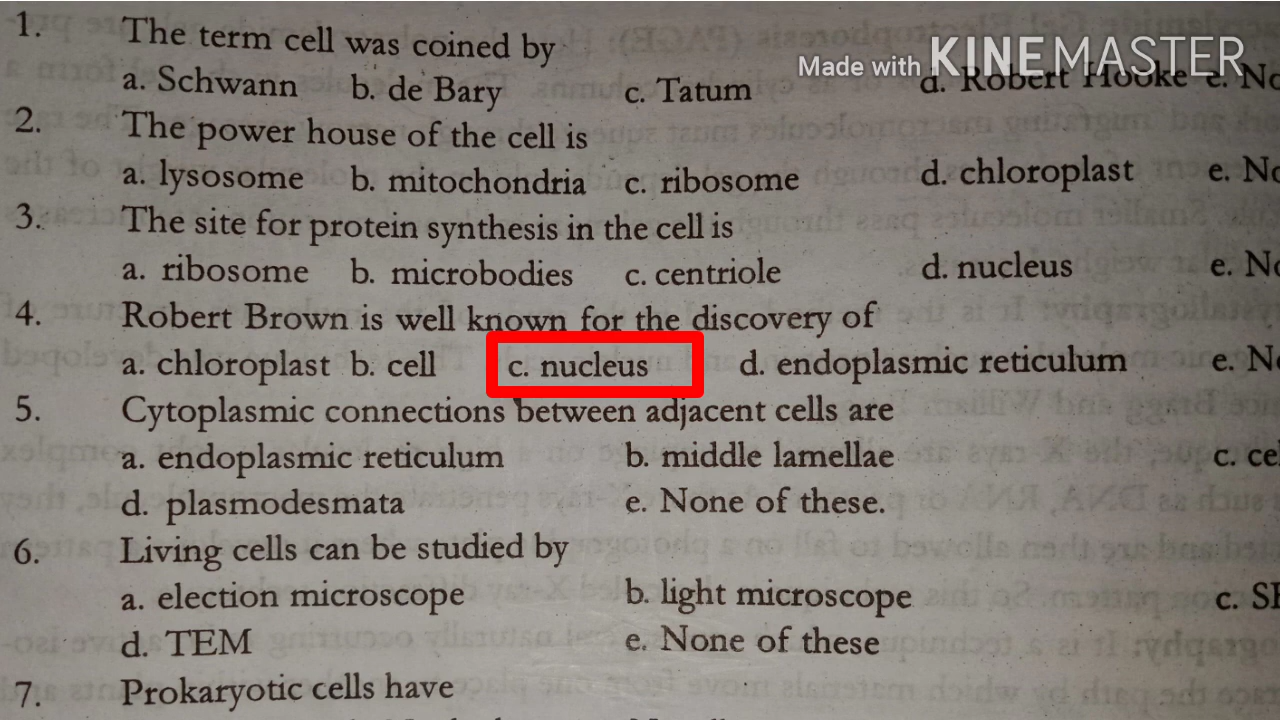 Made with KINEMASTER
1. The term cell was coined by
a. Schwann b. de Bary c. Tatum d. Robert Hooke e. No
2. The power house of the cell is
a. lysosome b. mitochondria c. ribosome d. chloroplast e. No
3. The site for protein synthesis in the cell is
a. ribosome b. microbodies c. centriole d. nucleus e. No
4. Robert Brown is well known for the discovery of
a. chloroplast b. cell c. nucleus d. endoplasmic reticulum e. No
5. Cytoplasmic connections between adjacent cells are
a. endoplasmic reticulum b. middle lamellae c. cel
d. plasmodesmata e. None of these.
6. Living cells can be studied by
a. election microscope b. light microscope c. S
d. TEM e. None of these
7. Prokaryotic cells have